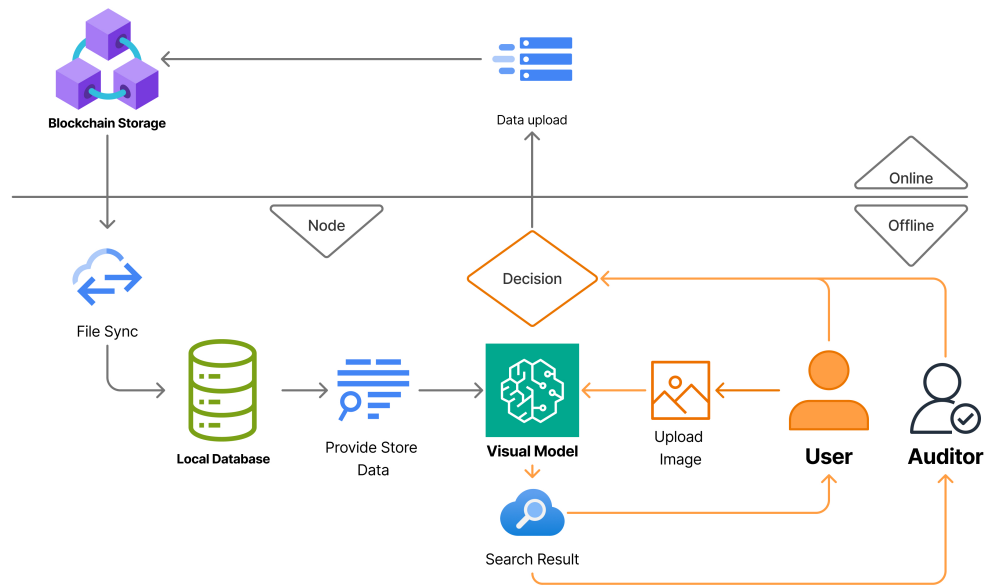 Blockchain Storage
Data upload
Online
Node
Offline
Decision
File Sync
Local Database
Provide Store
Data
Visual Model
Upload
Image
User
Auditor
Search Result